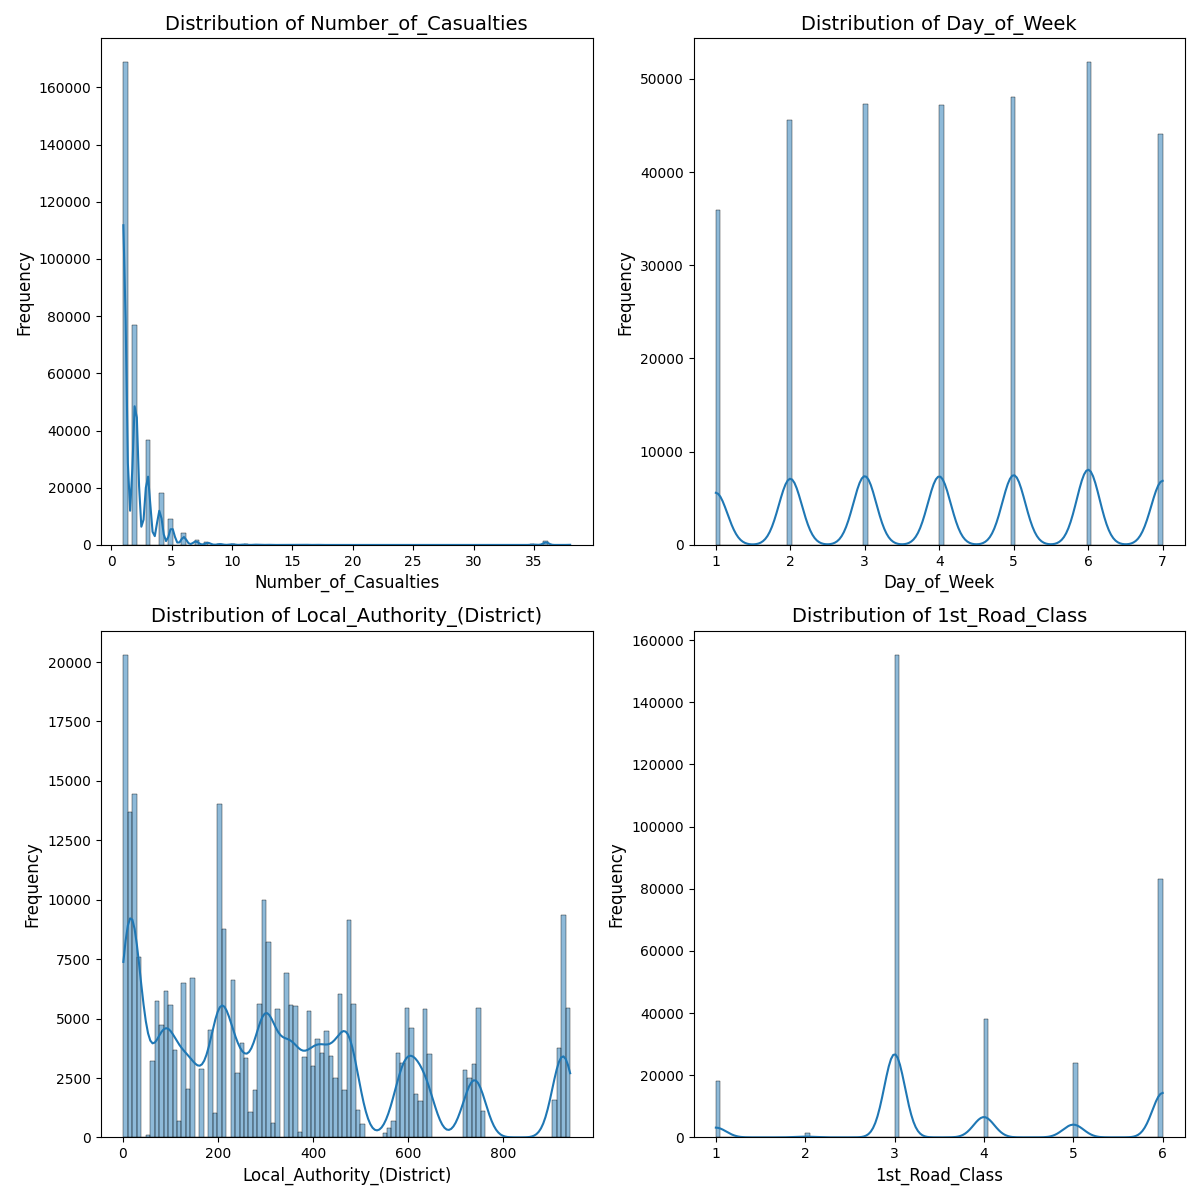 Distribution of Number_of_Casualties
160000
140000
120000
100000
80000
60000
40000
20000
0
Frequency
0 5 10 15 20 25 30 35
Number_of_Casualties
Distribution of Day_of_Week
50000
40000
30000
20000
10000
0
Frequency
1 2 3 4 5 6 7
Day_of_Week
Distribution of Local_Authority_(District)
20000
17500
15000
12500
10000
7500
5000
2500
0
Frequency
0 200 400 600 800
Local_Authority_(District)
Distribution of 1st_Road_Class
160000
140000
120000
100000
80000
60000
40000
20000
0
Frequency
1 2 3 4 5 6
1st_Road_Class